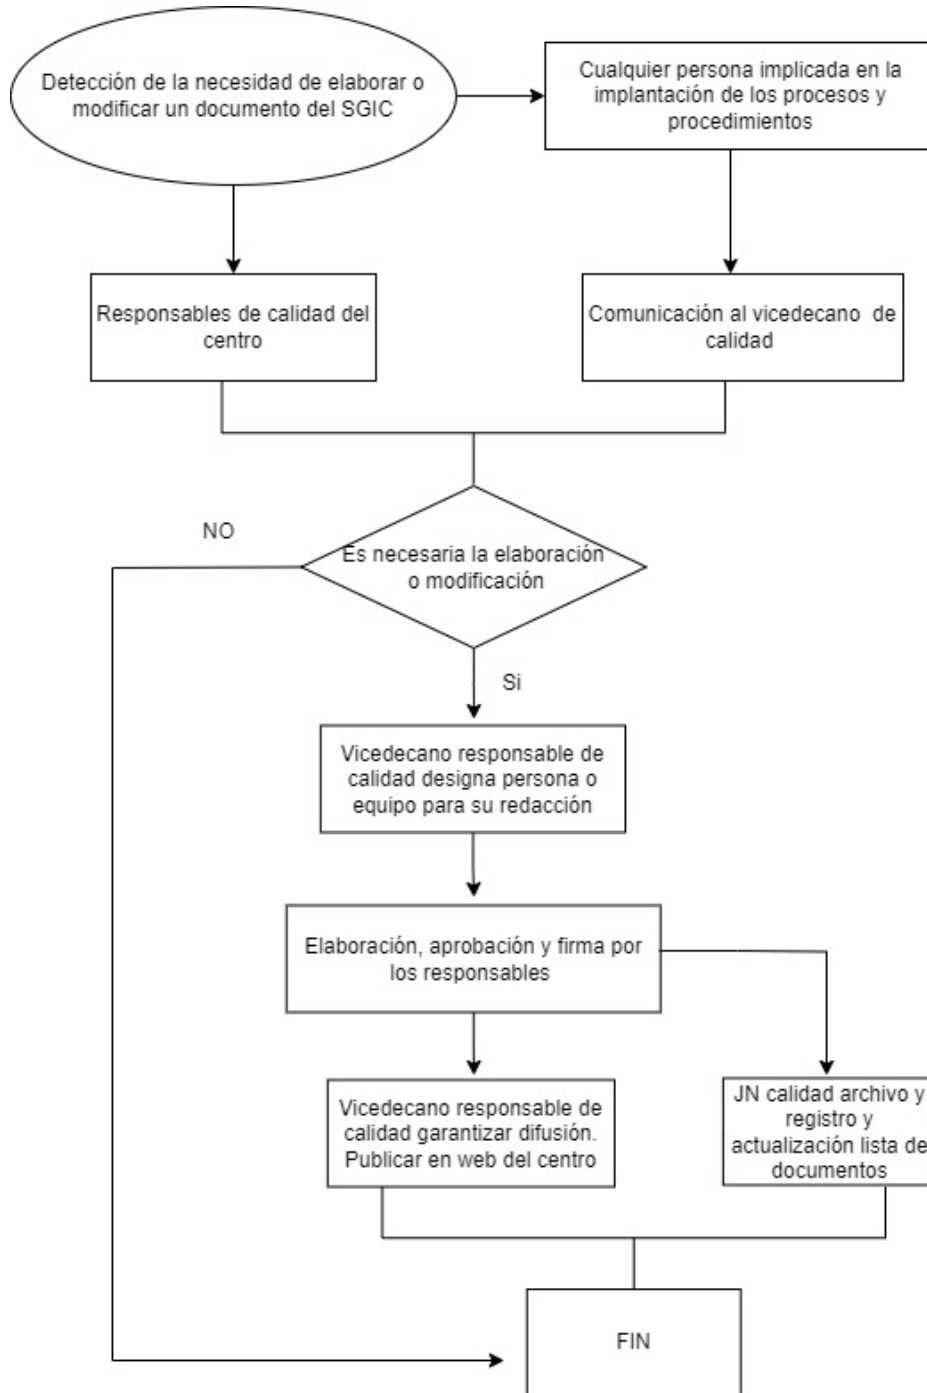 Detección de la necesidad de elaborar o
modificar un documento del SGIC
Cualquier persona implicada en la
implantación de los procesos y
procedimientos
Responsables de calidad del
centro
Comunicación al vicedecano de
calidad
NO
Es necesaria la elaboración
o modificación
Si
Vicedecano responsable de
calidad designa persona o
equipo para su redacción
Elaboración, aprobación y firma por
los responsables
Vicedecano responsable de
calidad garantizar difusión.
Publicar en web del centro
JN calidad archivo y
registro y
actualización lista de
documentos
FIN